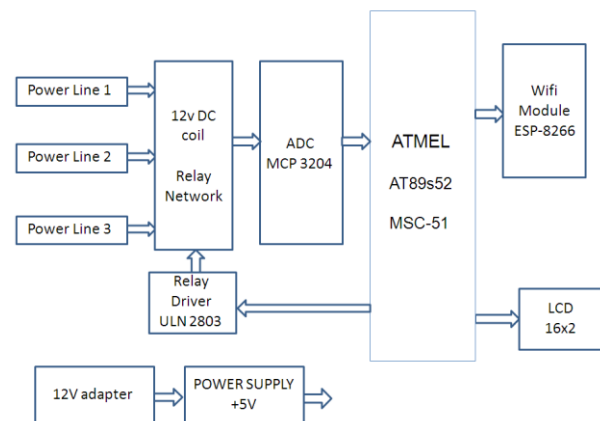 Power Line 1
Power Line 2
Power Line 3
12v DC
coil
Relay
Network
ADC
MCP 3204
ATMEL
AT89s52
MSC-51
Wifi
Module
ESP-8266
Relay
Driver
ULN 2803
LCD
16x2
12V adapter
POWER SUPPLY
+5V